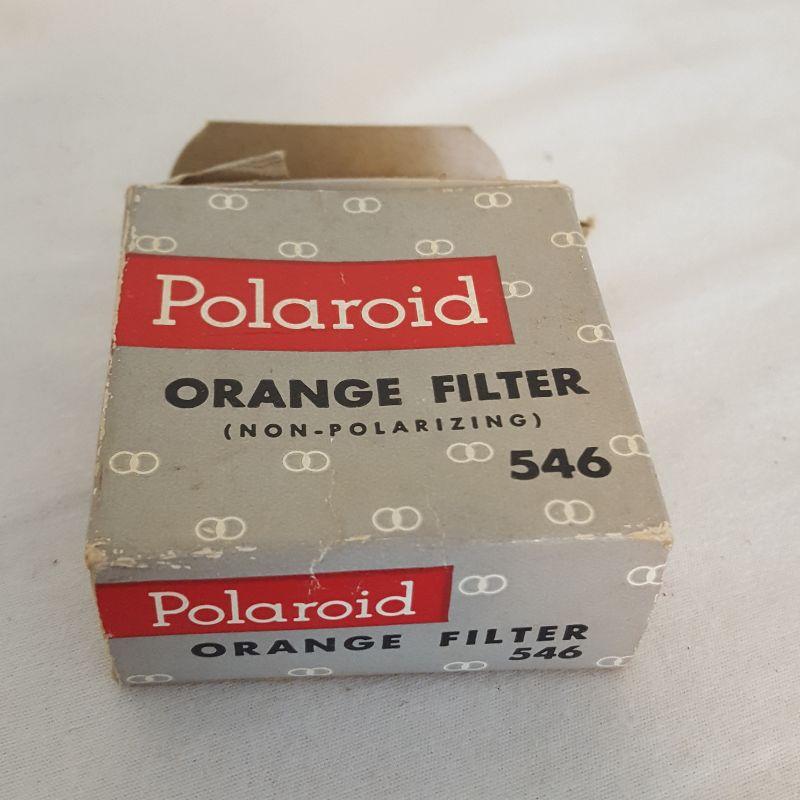 Polaroid
ORANGE FILTER
(NON-POLARIZING)
546
Polaroid
ORANGE FILTER
546